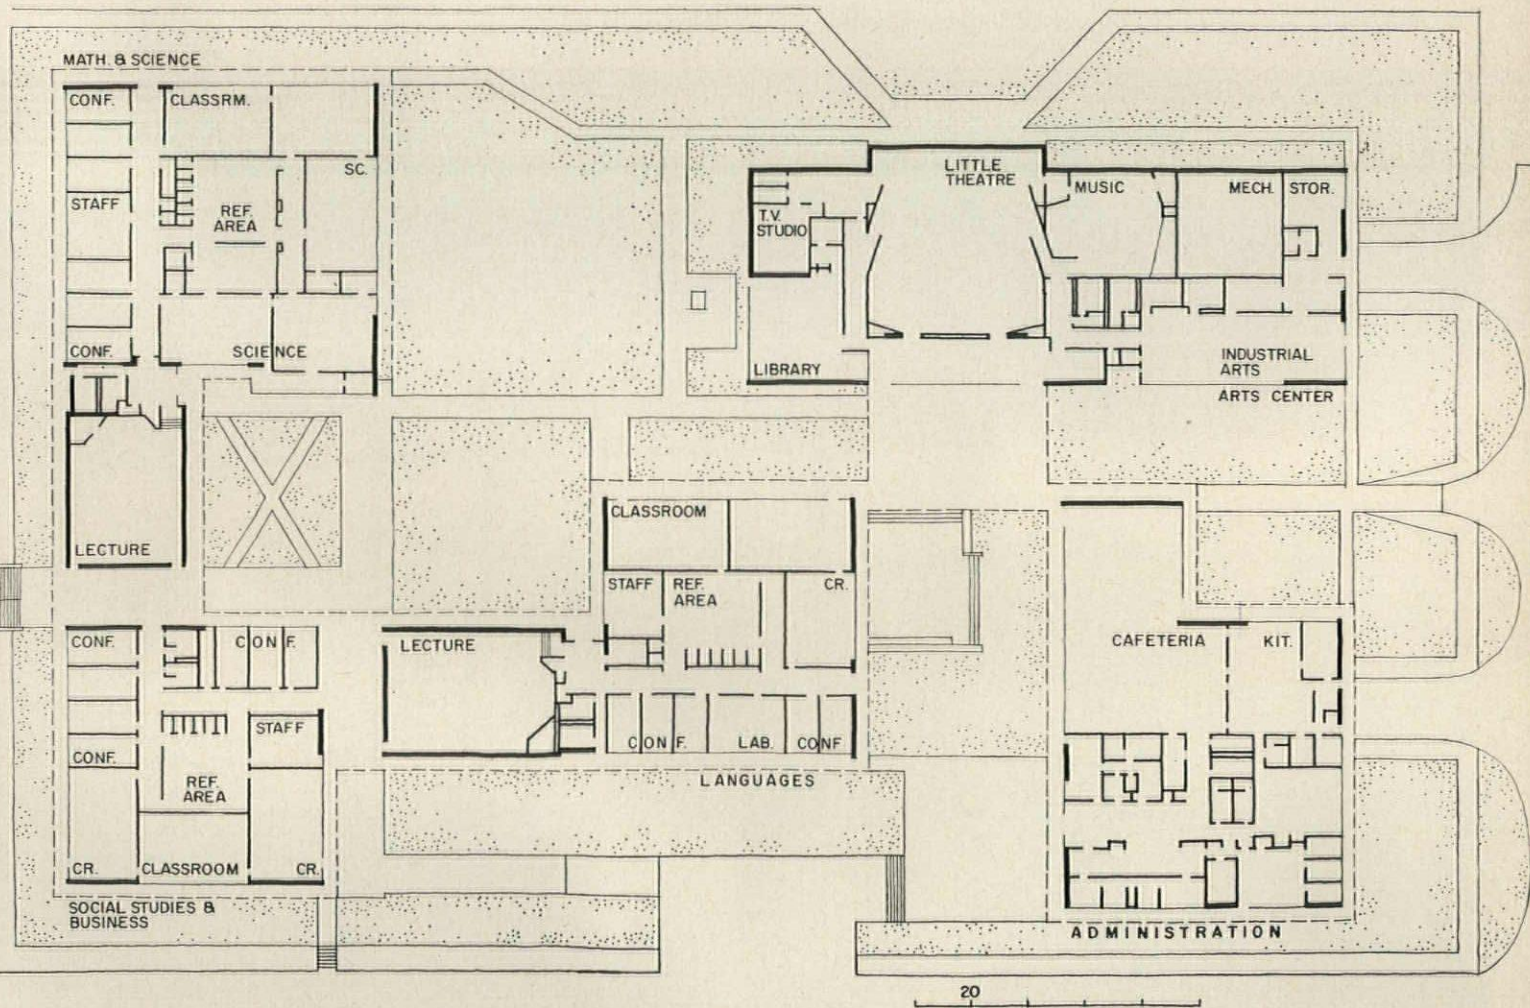 MATH. & SCIENCE
CONF.
CLASSRM.
SC.
STAFF
REF.
AREA
CONF.
SCIENCE
LECTURE
LITTLE
THEATRE
MUSIC
MECH.
STOR.
T.V.
STUDIO
LIBRARY
INDUSTRIAL
ARTS
ARTS CENTER
CLASSROOM
STAFF
REF.
AREA
CR.
LECTURE
CONF.
LAB.
CONF
LANGUAGES
CONF.
CONF.
STAFF
CONF.
REF.
AREA
CR.
CLASSROOM
CR.
SOCIAL STUDIES &
BUSINESS
CAFETERIA
KIT.
ADMINISTRATION
20